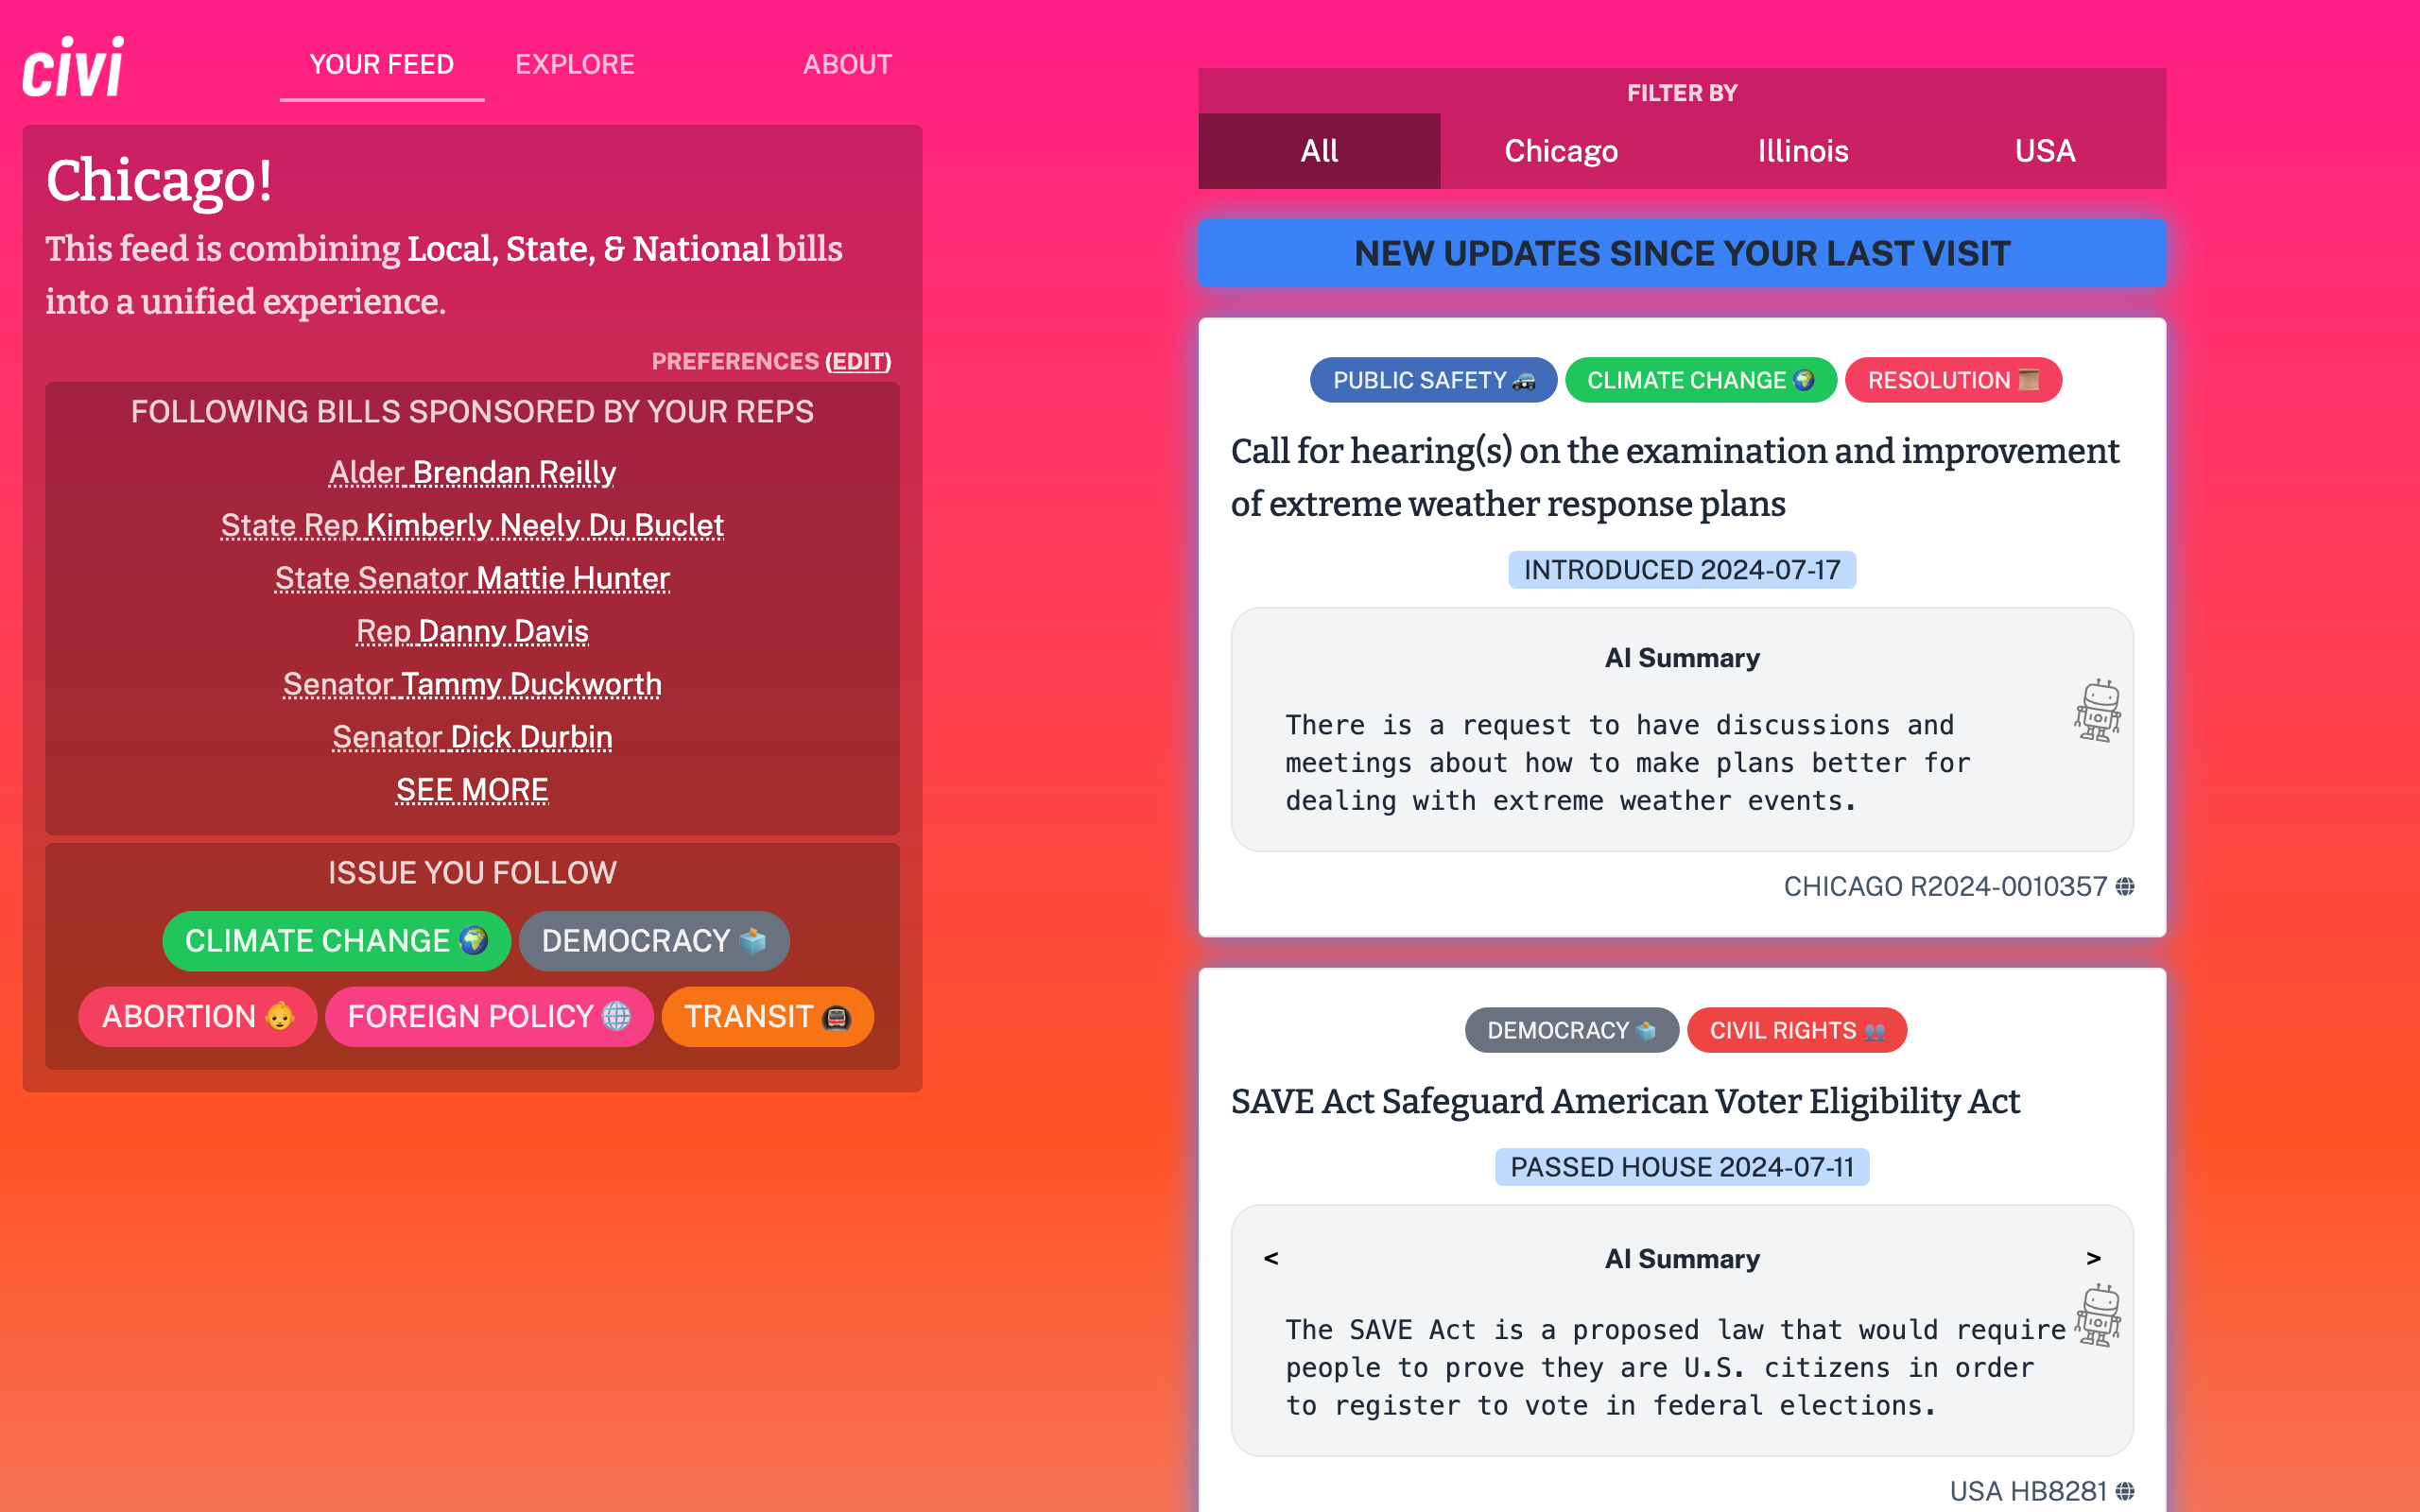 civi
YOUR FEED
EXPLORE
ABOUT
Chicago!
This feed is combining Local, State, & National bills
into a unified experience.
PREFERENCES (EDIT)
FOLLOWING BILLS SPONSORED BY YOUR REPS
Alder Brendan Reilly
State Rep Kimberly Neely Du Buclet
State Senator Mattie Hunter
Rep Danny Davis
Senator Tammy Duckworth
Senator Dick Durbin
SEE MORE
ISSUE YOU FOLLOW
CLIMATE CHANGE 🌍 DEMOCRACY 🗳️
ABORTION 👶 FOREIGN POLICY 🌐 TRANSIT 🚇
FILTER BY
All Chicago Illinois USA
NEW UPDATES SINCE YOUR LAST VISIT
PUBLIC SAFETY 🚓 CLIMATE CHANGE 🌍 RESOLUTION 📜
Call for hearing(s) on the examination and improvement
of extreme weather response plans
INTRODUCED 2024-07-17
AI Summary
There is a request to have discussions and
meetings about how to make plans better for
dealing with extreme weather events.
CHICAGO R2024-0010357
DEMOCRACY 🗳️ CIVIL RIGHTS 👥
SAVE Act Safeguard American Voter Eligibility Act
PASSED HOUSE 2024-07-11
< AI Summary >
The SAVE Act is a proposed law that would require
people to prove they are U.S. citizens in order
to register to vote in federal elections.
USA HB8281